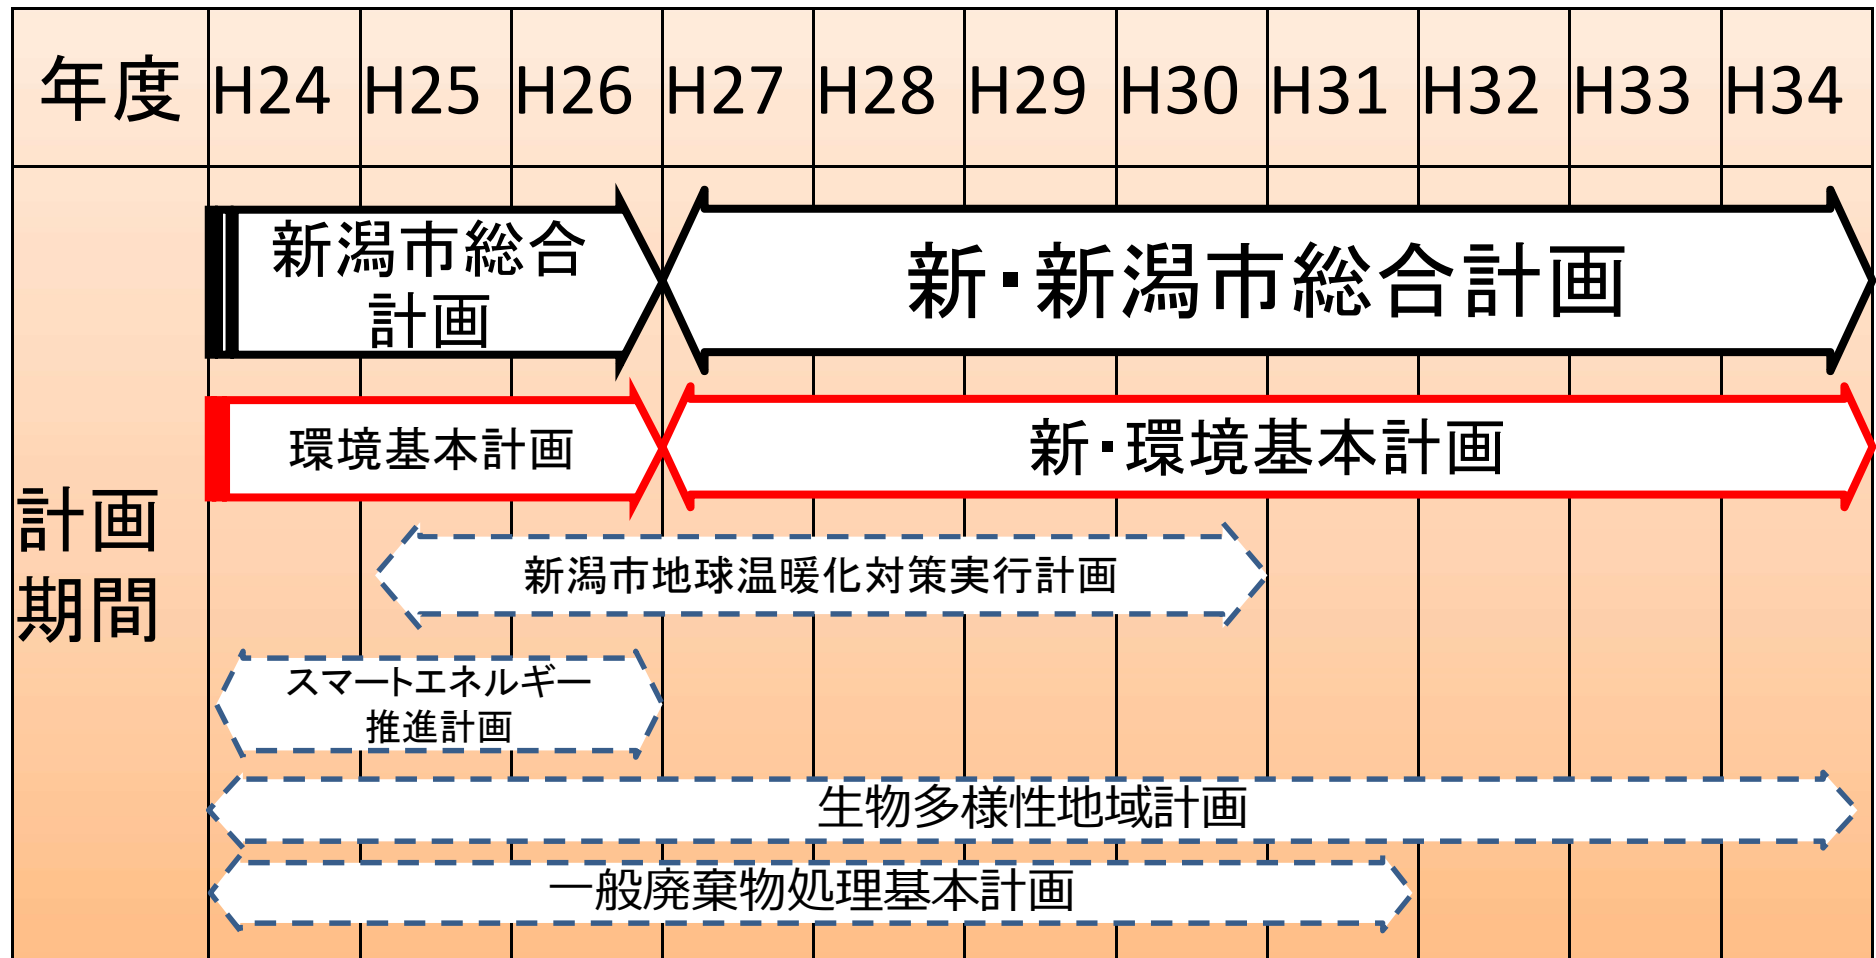 年度 H24 H25 H26 H27 H28 H29 H30 H31 H32 H33 H34
計画
期間
新潟市総合
計画
新・新潟市総合計画
環境基本計画
新・環境基本計画
新潟市地球温暖化対策実行計画
スマートエネルギー
推進計画
生物多様性地域計画
一般廃棄物処理基本計画